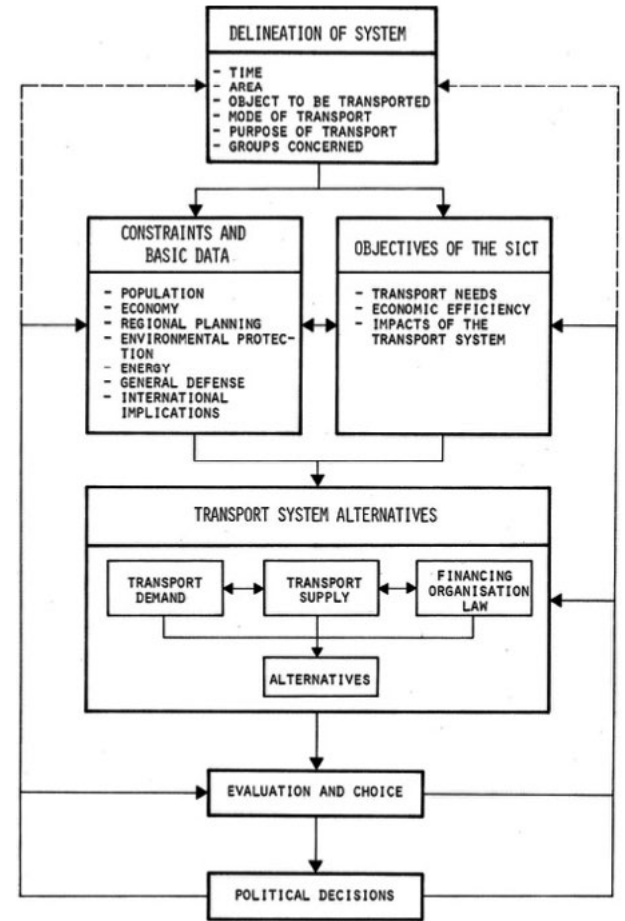 DELINEATION OF SYSTEM
- TIME
- AREA
- OBJECT TO BE TRANSPORTED
- MODE OF TRANSPORT
- PURPOSE OF TRANSPORT
- GROUPS CONCERNED
CONSTRAINTS AND
BASIC DATA
- POPULATION
- ECONOMY
- REGIONAL PLANNING
- ENVIRONMENTAL PROTEC-
TION
- ENERGY
- GENERAL DEFENSE
- INTERNATIONAL
IMPLICATIONS
OBJECTIVES OF THE SICT
- TRANSPORT NEEDS
- ECONOMIC EFFICIENCY
- IMPACTS OF THE
TRANSPORT SYSTEM
TRANSPORT SYSTEM ALTERNATIVES
TRANSPORT
DEMAND
TRANSPORT
SUPPLY
FINANCING
ORGANISATION
LAW
ALTERNATIVES
EVALUATION AND CHOICE
POLITICAL DECISIONS